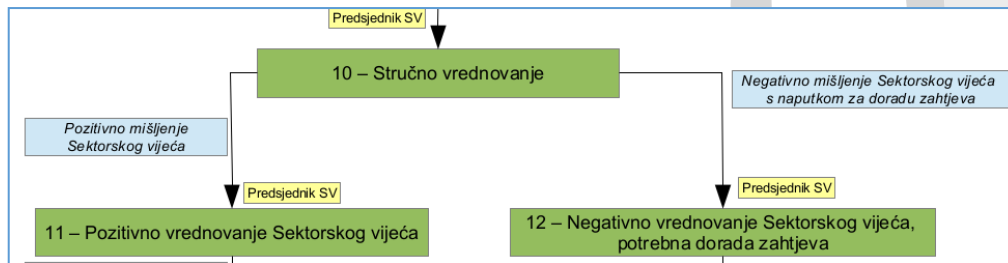 Predsjednik SV
10 – Stručno vrednovanje
Negativno mišljenje Sektorskog vijeća
s naputkom za doradu zahtjeva
Pozitivno mišljenje
Sektorskog vijeća
Predsjednik SV
Predsjednik SV
11 – Pozitivno vrednovanje Sektorskog vijeća
12 – Negativno vrednovanje Sektorskog vijeća,
potrebna dorada zahtjeva